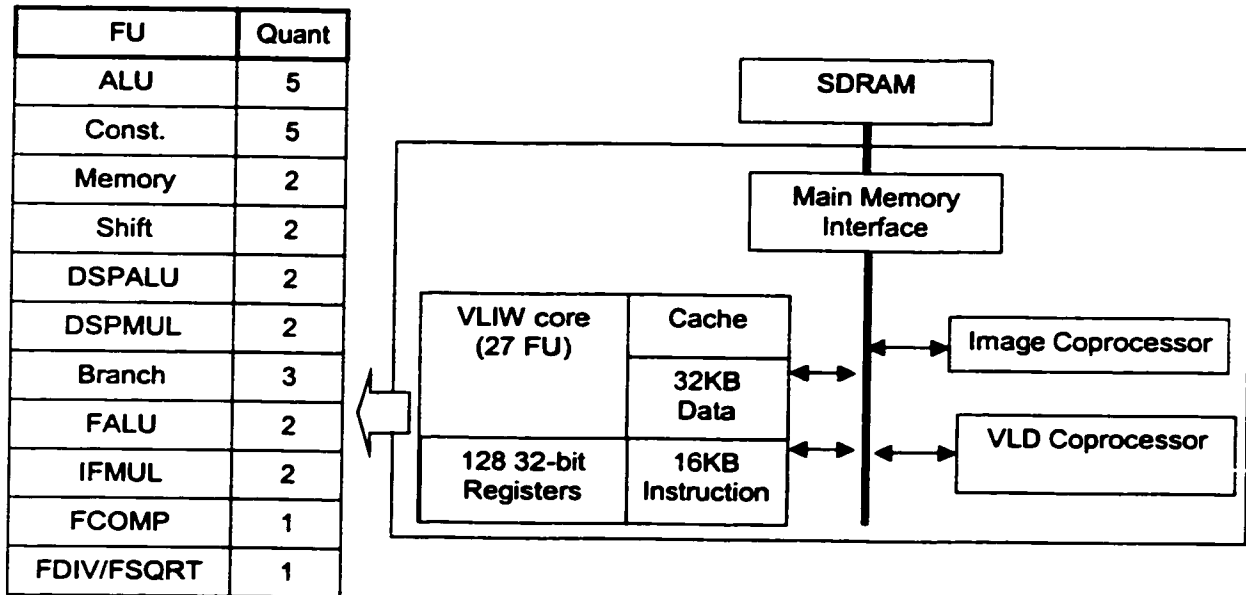 FU Quant
ALU 5
Const. 5
Memory 2
Shift 2
DSPALU 2
DSPMUL 2
Branch 3
FALU 2
IFMUL 2
FCOMP 1
FDIV/FSQRT 1
SDRAM
Main Memory
Interface
VLIW core
(27 FU)
Cache
32KB
Data
128 32-bit
Registers
16KB
Instruction
Image Coprocessor
VLD Coprocessor